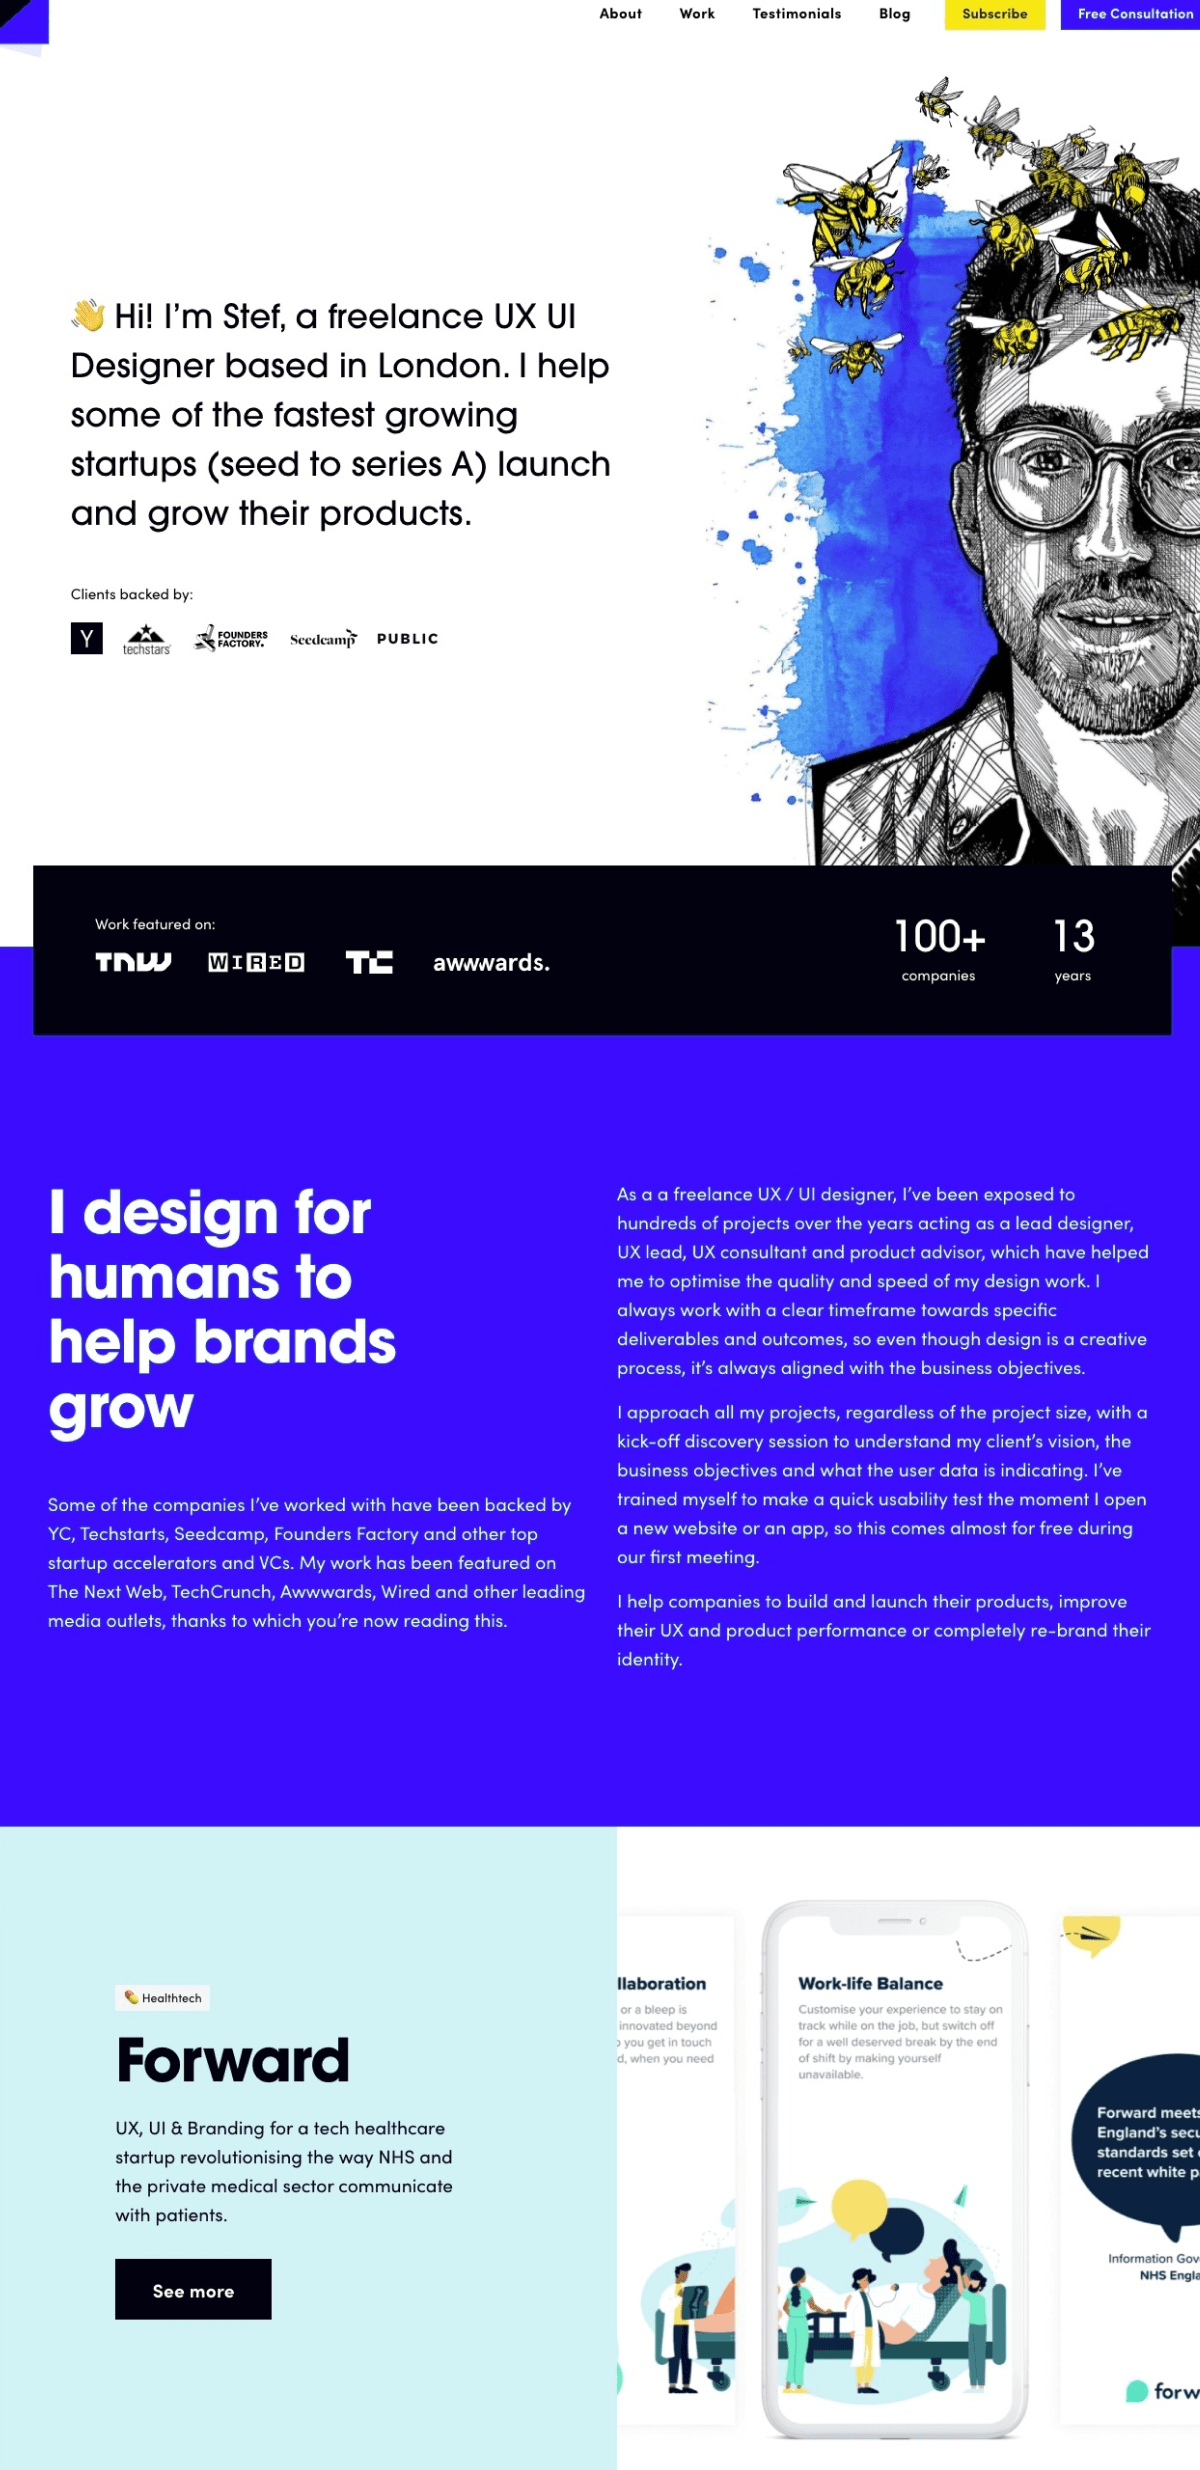 About Work Testimonials Blog Subscribe Free Consultation
👋 Hi! I'm Stef, a freelance UX UI
Designer based in London. I help
some of the fastest growing
startups (seed to series A) launch
and grow their products.
Clients backed by:
Y techstars FOUNDERS FACTORY. Seedcamp PUBLIC
Work featured on:
TNW WIRED TC awwwards.
100+
companies
13
years
I design for
humans to
help brands
grow
Some of the companies I've worked with have been backed by
YC, Techstarts, Seedcamp, Founders Factory and other top
startup accelerators and VCs. My work has been featured on
The Next Web, TechCrunch, Awwwards, Wired and other leading
media outlets, thanks to which you're now reading this.
As a a freelance UX / UI designer, I've been exposed to
hundreds of projects over the years acting as a lead designer,
UX lead, UX consultant and product advisor, which have helped
me to optimise the quality and speed of my design work. I
always work with a clear timeframe towards specific
deliverables and outcomes, so even though design is a creative
process, it's always aligned with the business objectives.
I approach all my projects, regardless of the project size, with a
kick-off discovery session to understand my client's vision, the
business objectives and what the user data is indicating. I've
trained myself to make a quick usability test the moment I open
a new website or an app, so this comes almost for free during
our first meeting.
I help companies to build and launch their products, improve
their UX and product performance or completely re-brand their
identity.
💊 Healthtech
Forward
UX, UI & Branding for a tech healthcare
startup revolutionising the way NHS and
the private medical sector communicate
with patients.
See more
llaboration
or a bleep is
innovated beyond
you get in touch
d, when you need
Work-life Balance
Customise your experience to stay on
track while on the job, but switch off
for a well deserved break by the end
of shift by making yourself
unavailable.
Forward meets
England's secu
standards set
recent white p
Information Gov
NHS Engla
forw